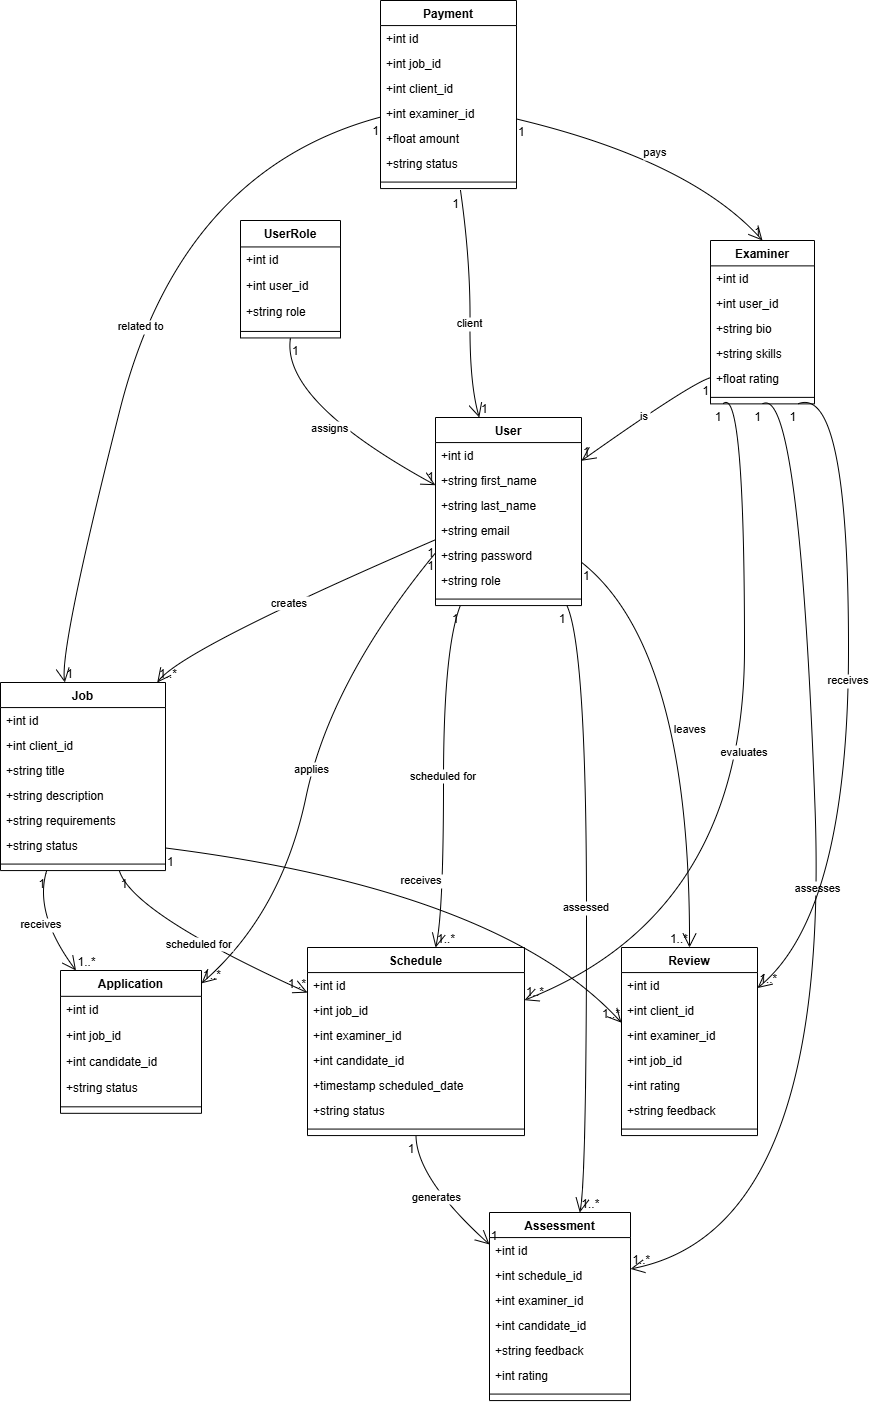 Payment
+int id
+int job_id
+int client_id
+int examiner_id
+float amount
+string status
1
1
1
pays
1
UserRole
+int id
+int user_id
+string role
1
Examiner
+int id
+int user_id
+string bio
+string skills
+float rating
1
1
1
1
related to
client
1
is
1
assigns
1
User
+int id
+string first_name
+string last_name
+string email
+string password
+string role
1
1
1
1
1
creates
1
1..*
receives
leaves
evaluates
applies
scheduled for
Job
+int id
+int client_id
+string title
+string description
+string requirements
+string status
1
1
1
receives
assesses
assessed
receives
scheduled for
1..*
1..*
1..*
1..*
1..*
1..*
1..*
1..*
Application
+int id
+int job_id
+int candidate_id
+string status
Schedule
+int id
+int job_id
+int examiner_id
+int candidate_id
+timestamp scheduled_date
+string status
1
Review
+int id
+int client_id
+int examiner_id
+int job_id
+int rating
+string feedback
generates
1
1..*
1..*
Assessment
+int id
+int schedule_id
+int examiner_id
+int candidate_id
+string feedback
+int rating